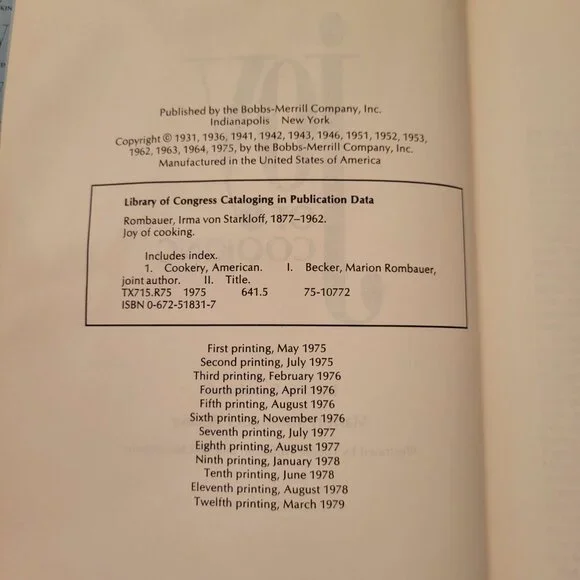 Published by the Bobbs-Merrill Company, Inc.
Indianapolis New York
Copyright © 1931, 1936, 1941, 1942, 1943, 1946, 1951, 1952, 1953,
1962, 1963, 1964, 1975, by the Bobbs-Merrill Company, Inc.
Manufactured in the United States of America
Library of Congress Cataloging in Publication Data
Rombauer, Irma von Starkloff, 1877–1962.
Joy of cooking.
Includes index.
1. Cookery, American. I. Becker, Marion Rombauer,
joint author. II. Title.
TX715.R75 1975 641.5 75-10772
ISBN 0-672-51831-7
First printing, May 1975
Second printing, July 1975
Third printing, February 1976
Fourth printing, April 1976
Fifth printing, August 1976
Sixth printing, November 1976
Seventh printing, July 1977
Eighth printing, August 1977
Ninth printing, January 1978
Tenth printing, June 1978
Eleventh printing, August 1978
Twelfth printing, March 1979